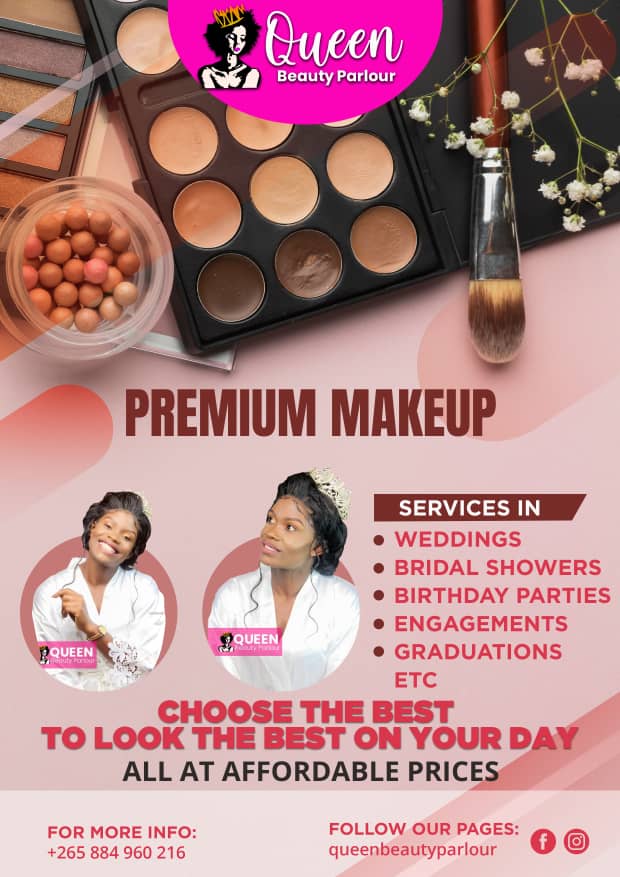 Queen
Beauty Parlour
PREMIUM MAKEUP
SERVICES IN
WEDDINGS
BRIDAL SHOWERS
BIRTHDAY PARTIES
ENGAGEMENTS
GRADUATIONS
ETC
QUEEN
Beauty Parlour
QUEEN
Beauty Parlour
CHOOSE THE BEST
TO LOOK THE BEST ON YOUR DAY
ALL AT AFFORDABLE PRICES
FOR MORE INFO:
+265 884 960 216
FOLLOW OUR PAGES:
queenbeautyparlour